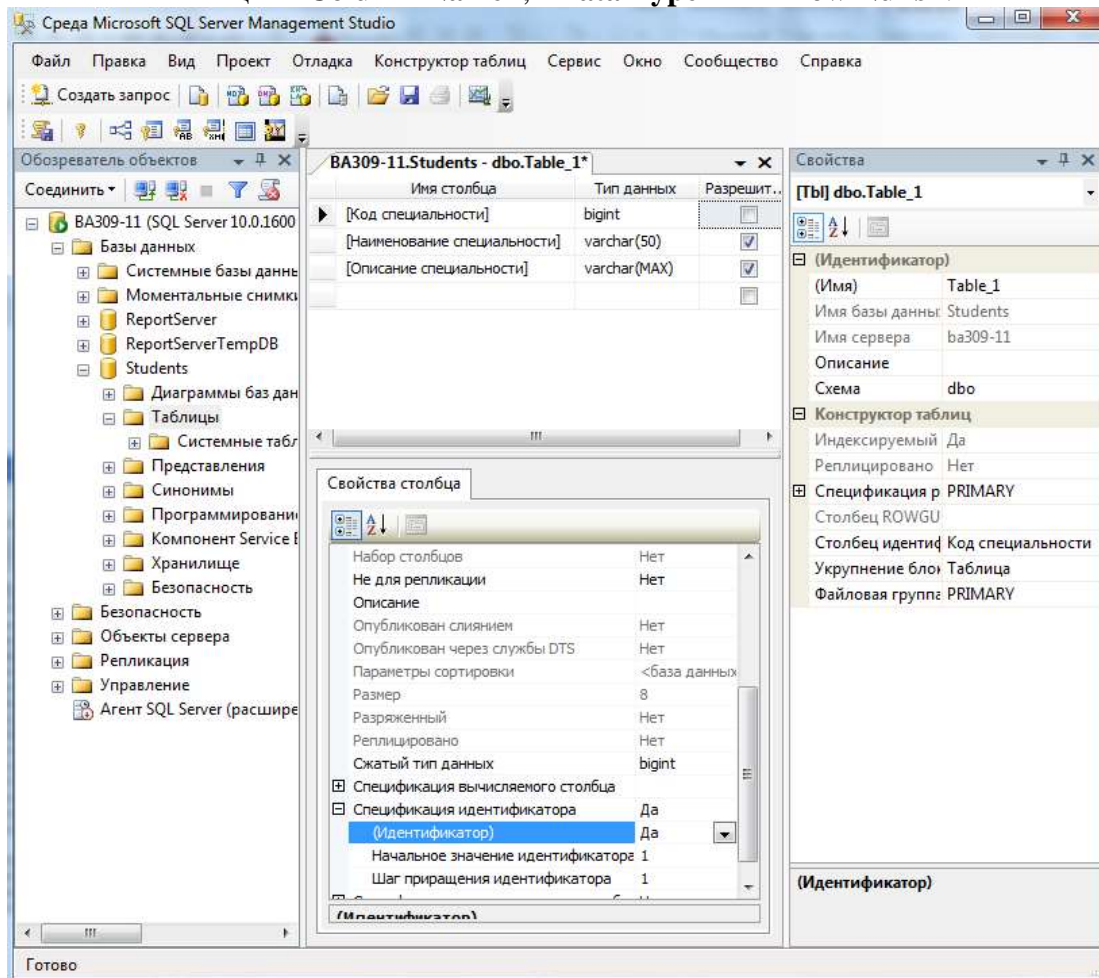 Среда Microsoft SQL Server Management Studio
Файл Правка Вид Проект Отладка Конструктор таблиц Сервис Окно Сообщество Справка
Создать запрос
Обозреватель объектов
Соединить
BA309-11 (SQL Server 10.0.1600
Базы данных
Системные базы данн
Моментальные снимк
ReportServer
ReportServerTempDB
Students
Диаграммы баз дан
Таблицы
Системные табл
Представления
Синонимы
Программировани
Компонент Service B
Хранилище
Безопасность
Безопасность
Объекты сервера
Репликация
Управление
Агент SQL Server (расшире
BA309-11.Students - dbo.Table_1*
Имя столбца Тип данных Разрешит...
[Код специальности] bigint
[Наименование специальности] varchar(50)
[Описание специальности] varchar(MAX)
Свойства столбца
Набор столбцов Нет
Не для репликации Нет
Описание
Опубликован слиянием Нет
Опубликован через службы DTS Нет
Параметры сортировки <база данных
Размер 8
Разряженный Нет
Реплицировано Нет
Сжатый тип данных bigint
Спецификация вычисляемого столбца
Спецификация идентификатора Да
(Идентификатор) Да
Начальное значение идентификатора 1
Шаг приращения идентификатора 1
(Идентификатор)
Свойства
[Tbl] dbo.Table_1
(Идентификатор)
(Имя) Table_1
Имя базы данных Students
Имя сервера ba309-11
Описание
Схема dbo
Конструктор таблиц
Индексируемый Да
Реплицировано Нет
Спецификация р PRIMARY
Столбец ROWGU
Столбец идентиф Код специальности
Укрупнение блок Таблица
Файловая группа PRIMARY
(Идентификатор)
Готово